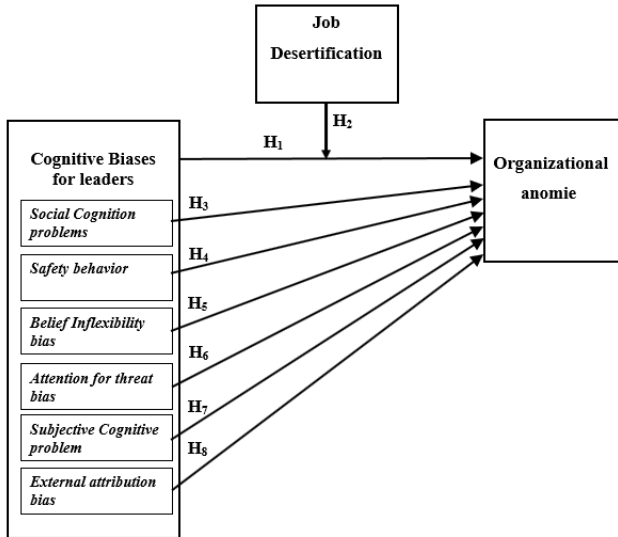 Job
Desertification
H2
H1
Cognitive Biases
for leaders
Organizational
anomie
Social Cognition
problems
H3
Safety behavior
H4
Belief Inflexibility
bias
H5
Attention for threat
bias
H6
Subjective Cognitive
problem
H7
External attribution
bias
H8